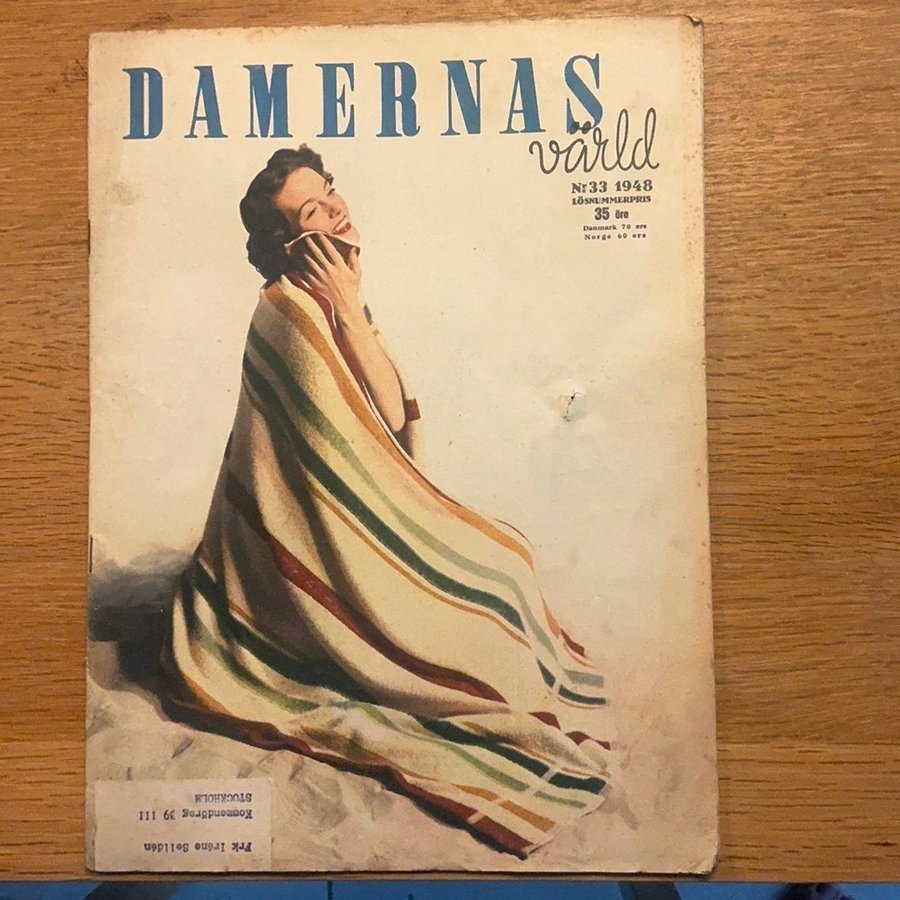 DAMERNAS
värld
Nr 33 1948
LÖSNUMMERPRIS
35 öre
Danmark 70 øre
Norge 60 øre
Frk Iréne Selldén
Kommendörsg 39 III
STOCKHOLM